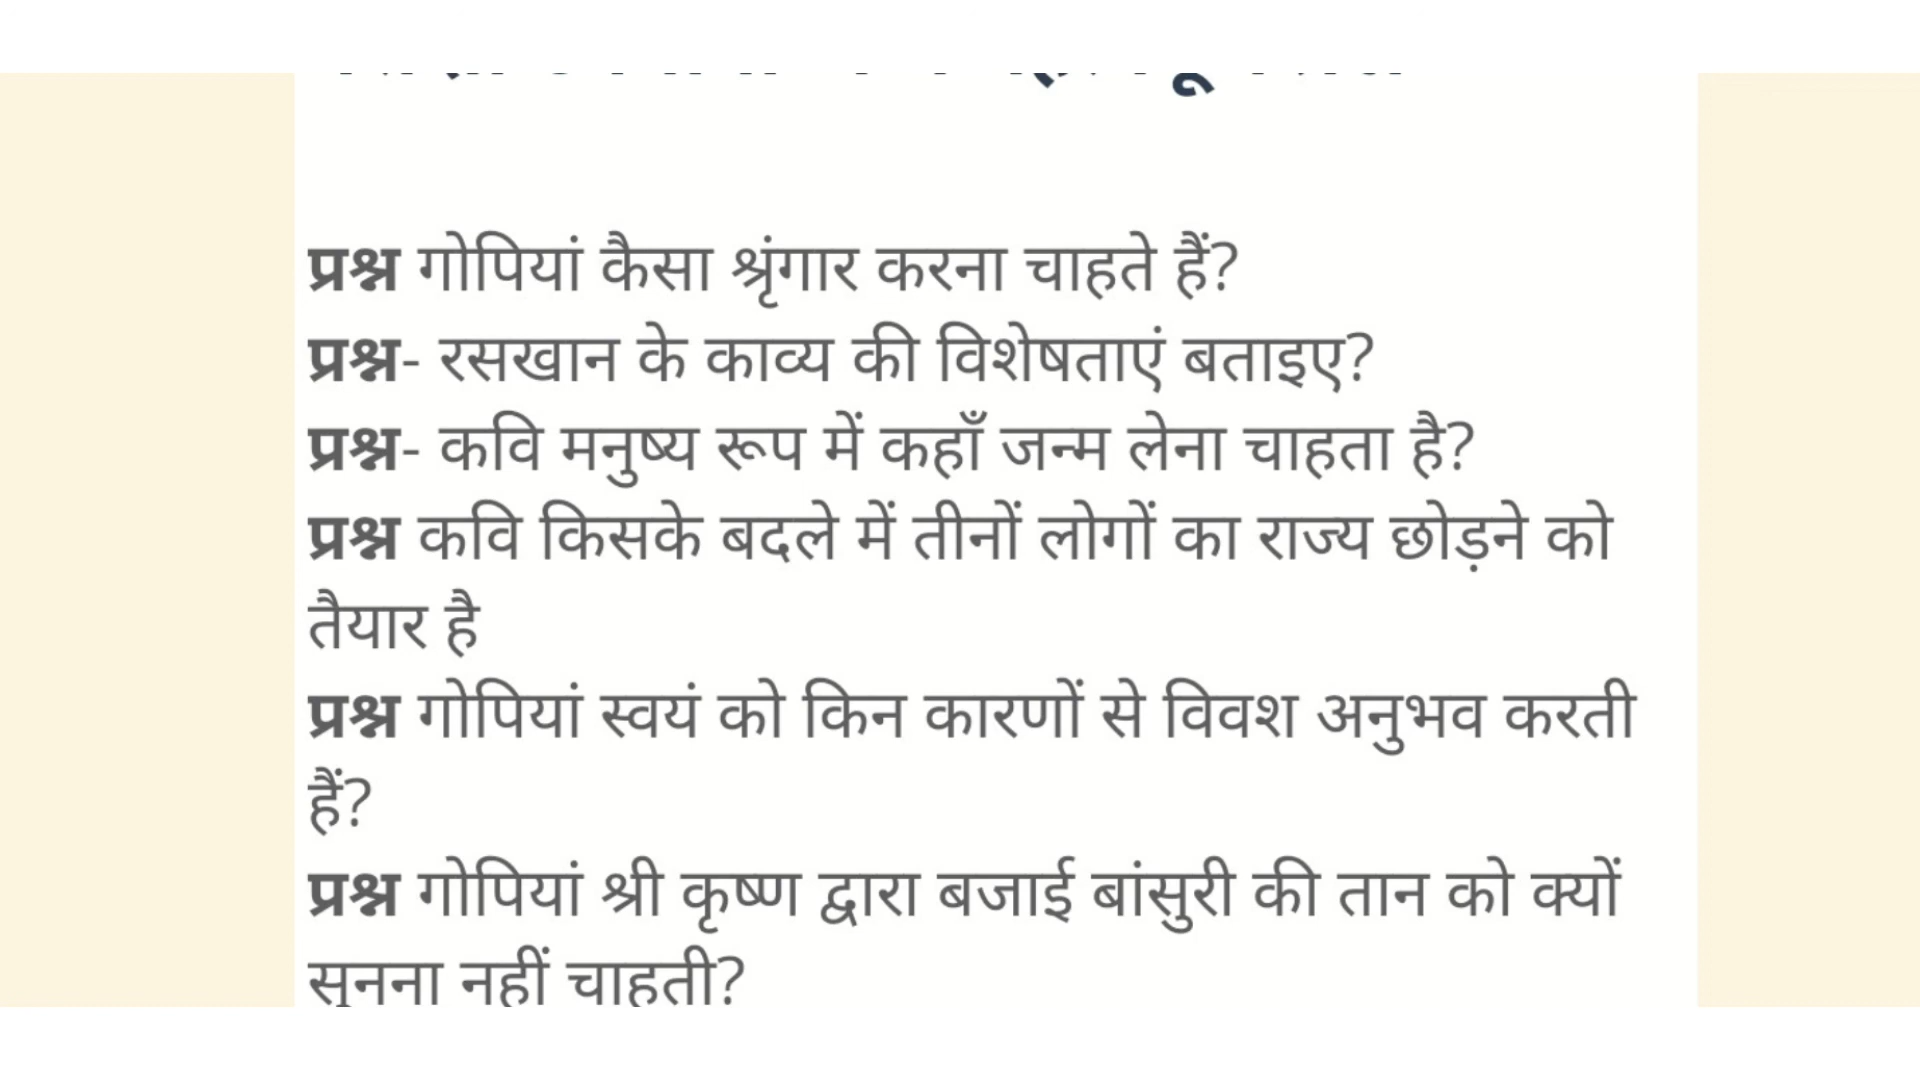 प्रश्न गोपियां कैसा श्रृंगार करना चाहते हैं?
प्रश्न- रसखान के काव्य की विशेषताएं बताइए?
प्रश्न- कवि मनुष्य रूप में कहाँ जन्म लेना चाहता है?
प्रश्न कवि किसके बदले में तीनों लोगों का राज्य छोड़ने को
तैयार है
प्रश्न गोपियां स्वयं को किन कारणों से विवश अनुभव करती
हैं?
प्रश्न गोपियां श्री कृष्ण द्वारा बजाई बांसुरी की तान को क्यों
सुनना नहीं चाहती?